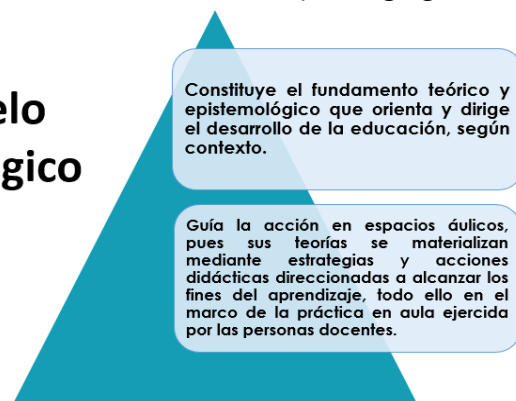 elo
gico
Constituye el fundamento teórico y
epistemológico que orienta y dirige
el desarrollo de la educación, según
contexto.
Guía la acción en espacios áulicos,
pues sus teorías se materializan
mediante estrategias y acciones
didácticas direccionadas a alcanzar los
fines del aprendizaje, todo ello en el
marco de la práctica en aula ejercida
por las personas docentes.